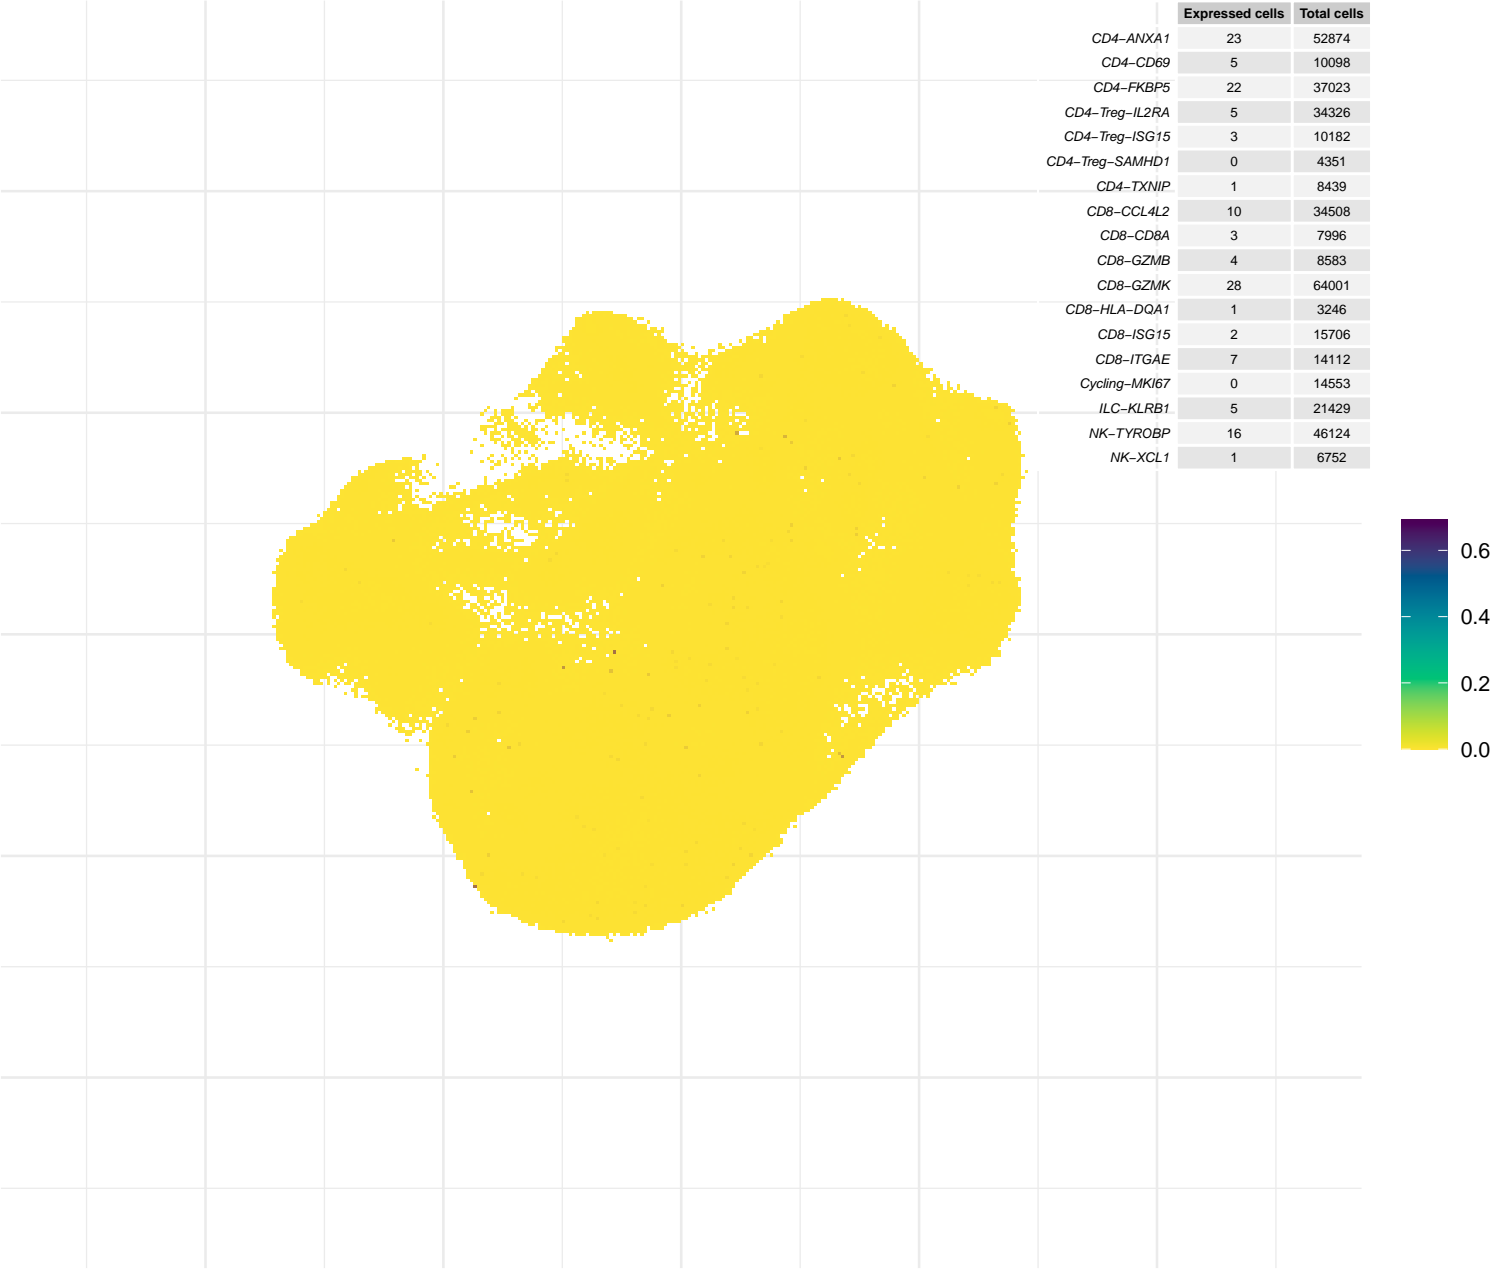 Expressed cells Total cells
CD4−ANXA1 23 52874
CD4−CD69 5 10098
CD4−FKBP5 22 37023
CD4−Treg−IL2RA 5 34326
CD4−Treg−ISG15 3 10182
CD4−Treg−SAMHD1 0 4351
CD4−TXNIP 1 8439
CD8−CCL4L2 10 34508
CD8−CD8A 3 7996
CD8−GZMB 4 8583
CD8−GZMK 28 64001
CD8−HLA−DQA1 1 3246
CD8−ISG15 2 15706
CD8−ITGAE 7 14112
Cycling−MKI67 0 14553
ILC−KLRB1 5 21429
NK−TYROBP 16 46124
NK−XCL1 1 6752
0.6
0.4
0.2
0.0